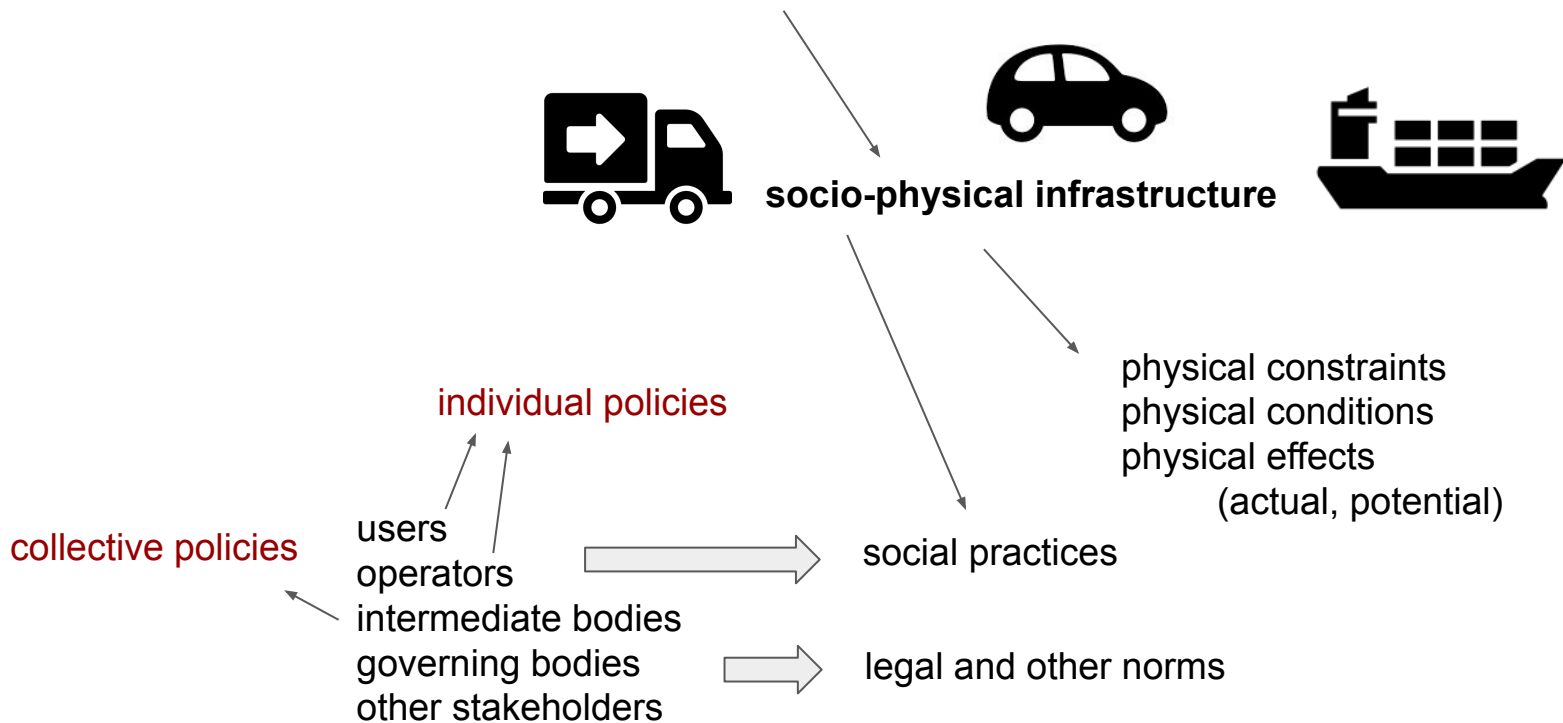 socio-physical infrastructure
physical constraints
physical conditions
physical effects
(actual, potential)
individual policies
collective policies
users
operators
intermediate bodies
governing bodies
other stakeholders
social practices
legal and other norms